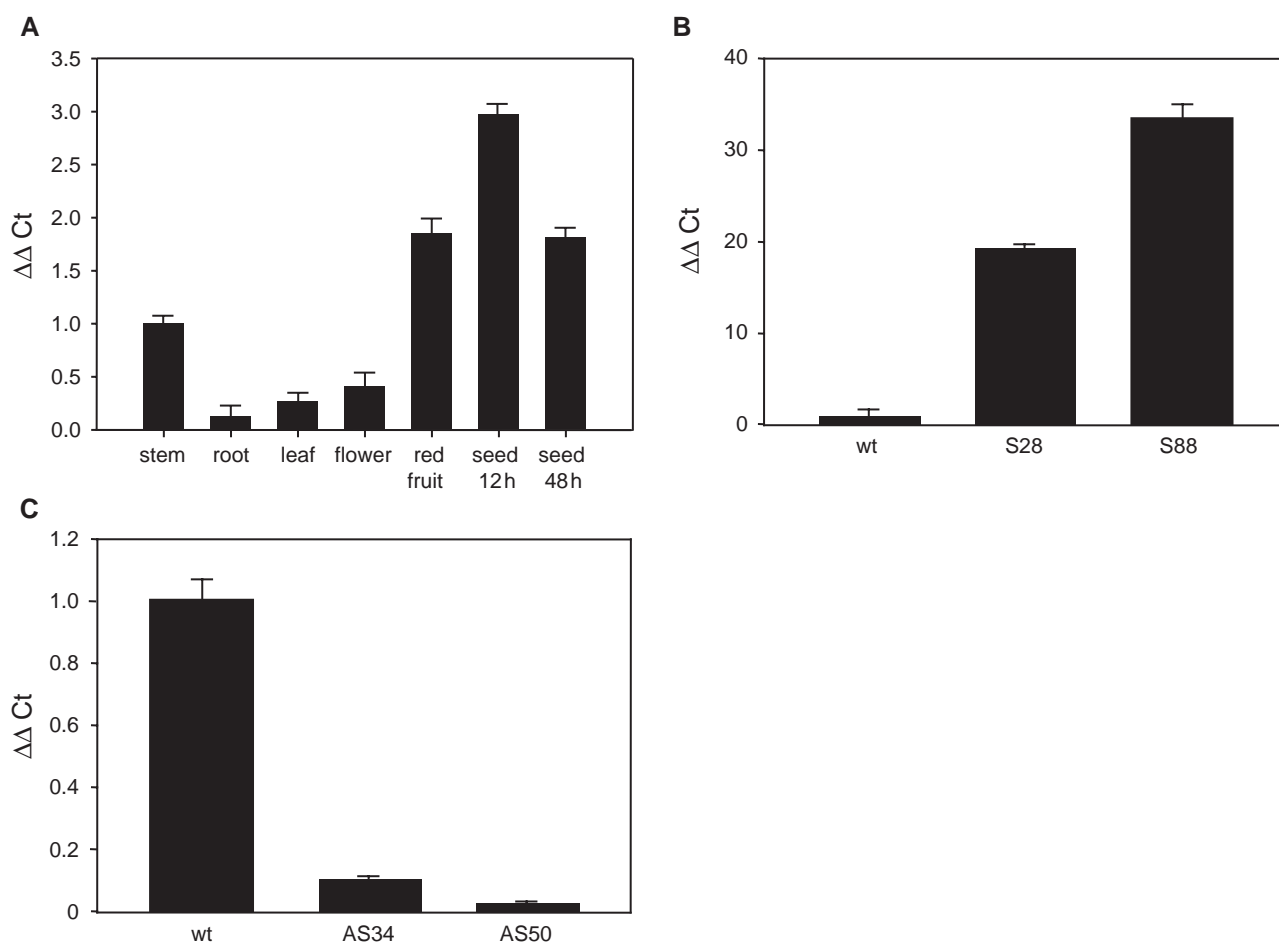 A
3.5
3.0
2.5
2.0
1.5
1.0
0.5
0.0
ΔΔ Ct
stem root leaf flower red seed seed
fruit 12h 48h
B
40
30
20
10
0
ΔΔ Ct
wt S28 S88
C
1.2
1.0
0.8
0.6
0.4
0.2
0
ΔΔ Ct
wt AS34 AS50